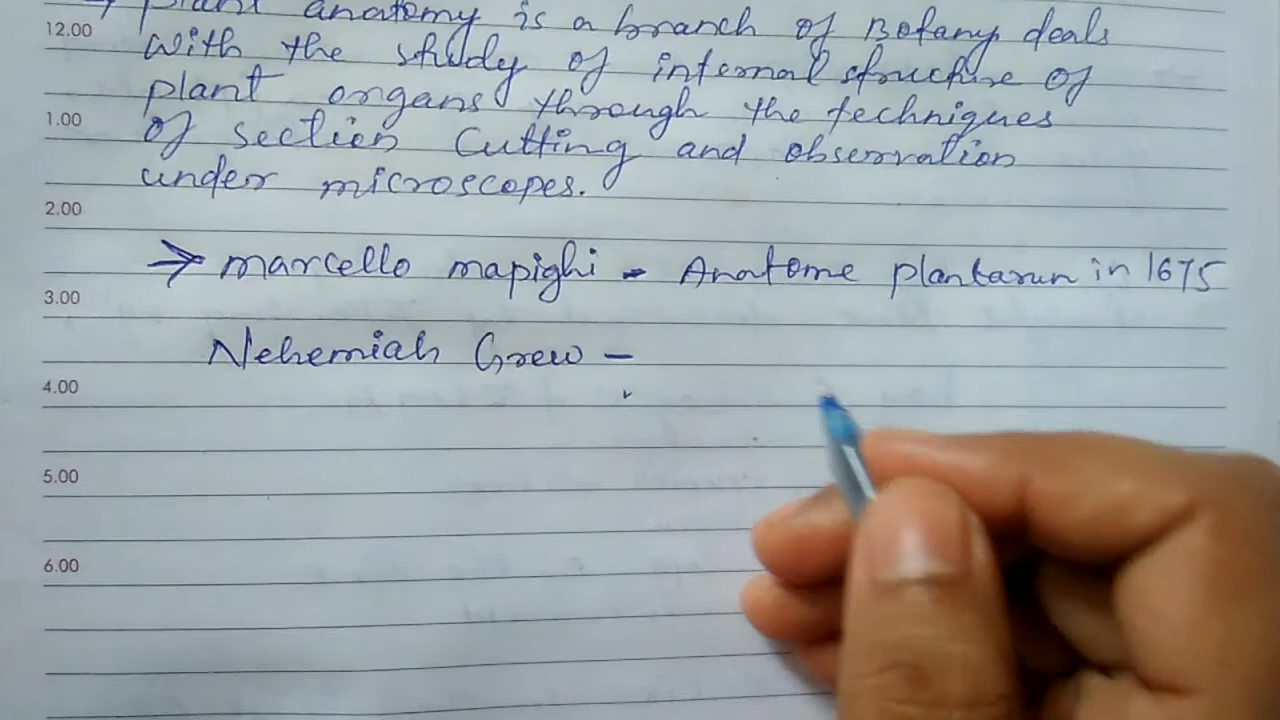 → plant anatomy is a branch of Botany deals
12.00
with the study of internal structure of
plant organs through the techniques
1.00
of section Cutting and observation
under microscopes.
2.00
→ marcello mapighi - Anatome plantarun in 1675
3.00
Nehemiah Grew -
4.00
5.00
6.00